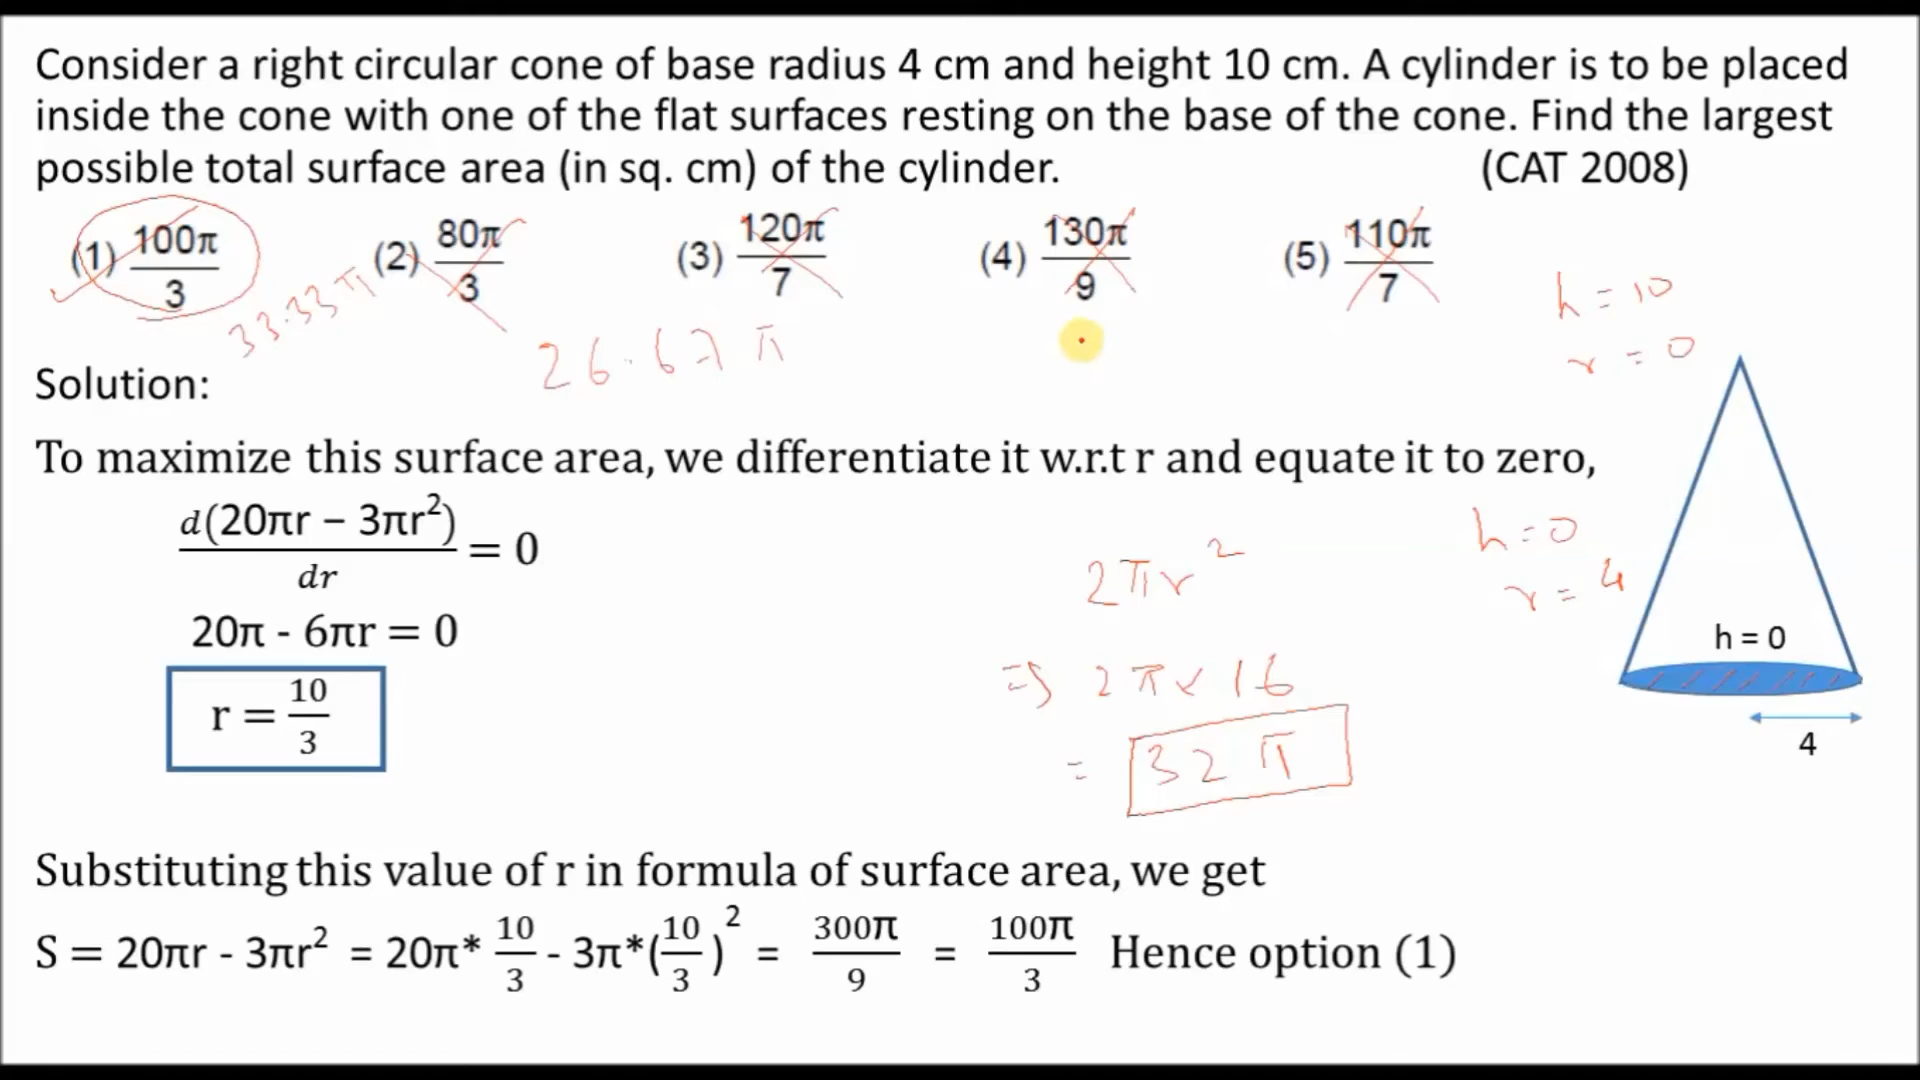 Consider a right circular cone of base radius 4 cm and height 10 cm. A cylinder is to be placed
inside the cone with one of the flat surfaces resting on the base of the cone. Find the largest
possible total surface area (in sq. cm) of the cylinder. (CAT 2008)
(1) 100π/3 (2) 80π/3 (3) 120π/7 (4) 130π/9 (5) 110π/7
33.33 π
26.67 π
h = 10
r = 0
Solution:
To maximize this surface area, we differentiate it w.r.t r and equate it to zero,
d(20πr − 3πr²)/dr = 0
20π - 6πr = 0
r = 10/3
2πr²
⇒ 2π × 16
= 32 π
h = 0
r = 4
h = 0
4
Substituting this value of r in formula of surface area, we get
S = 20πr - 3πr² = 20π* 10/3 - 3π*(10/3)² = 300π/9 = 100π/3 Hence option (1)